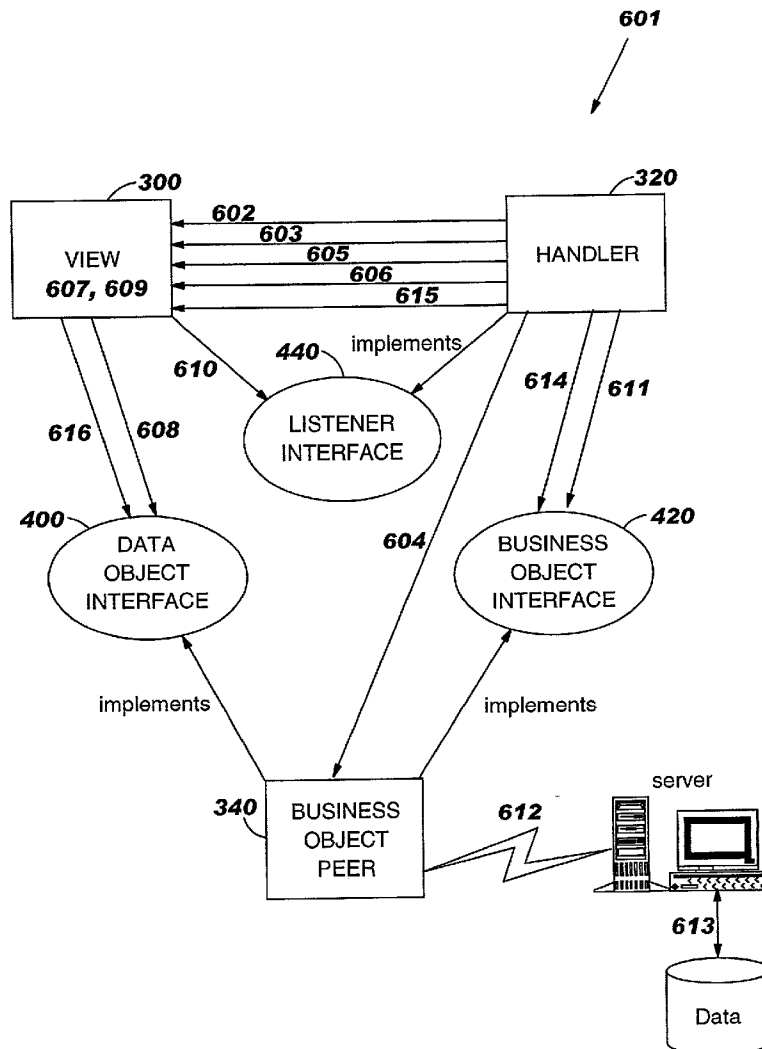 601
300
320
602
603
605
606
615
VIEW
607, 609
HANDLER
610
440
implements
614
611
LISTENER
INTERFACE
616
608
604
400
420
DATA
OBJECT
INTERFACE
BUSINESS
OBJECT
INTERFACE
implements
implements
340
BUSINESS
OBJECT
PEER
612
server
613
Data